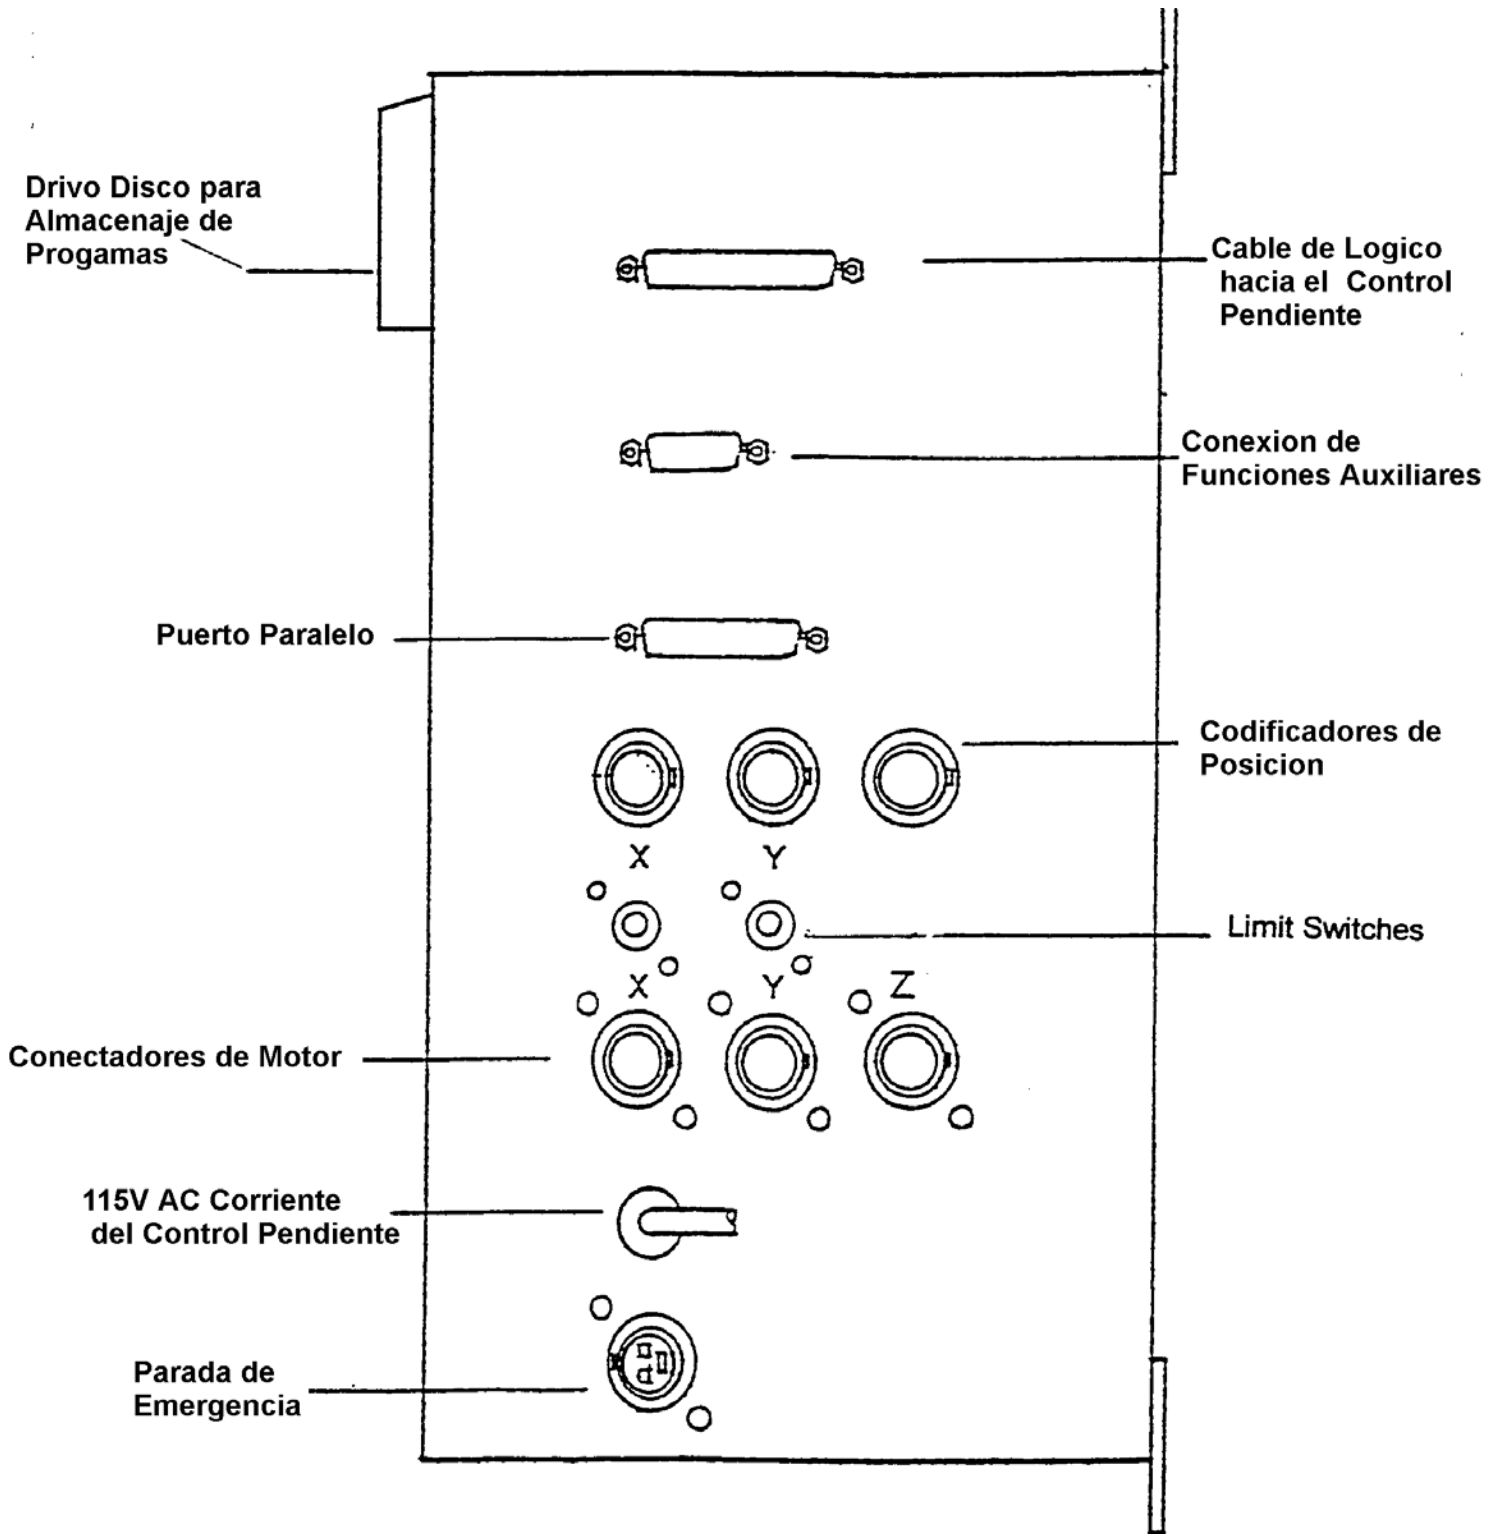 Drivo Disco para
Almacenaje de
Progamas
Cable de Logico
hacia el Control
Pendiente
Conexion de
Funciones Auxiliares
Puerto Paralelo
Codificadores de
Posicion
X Y
Limit Switches
X Y Z
Conectadores de Motor
115V AC Corriente
del Control Pendiente
Parada de
Emergencia